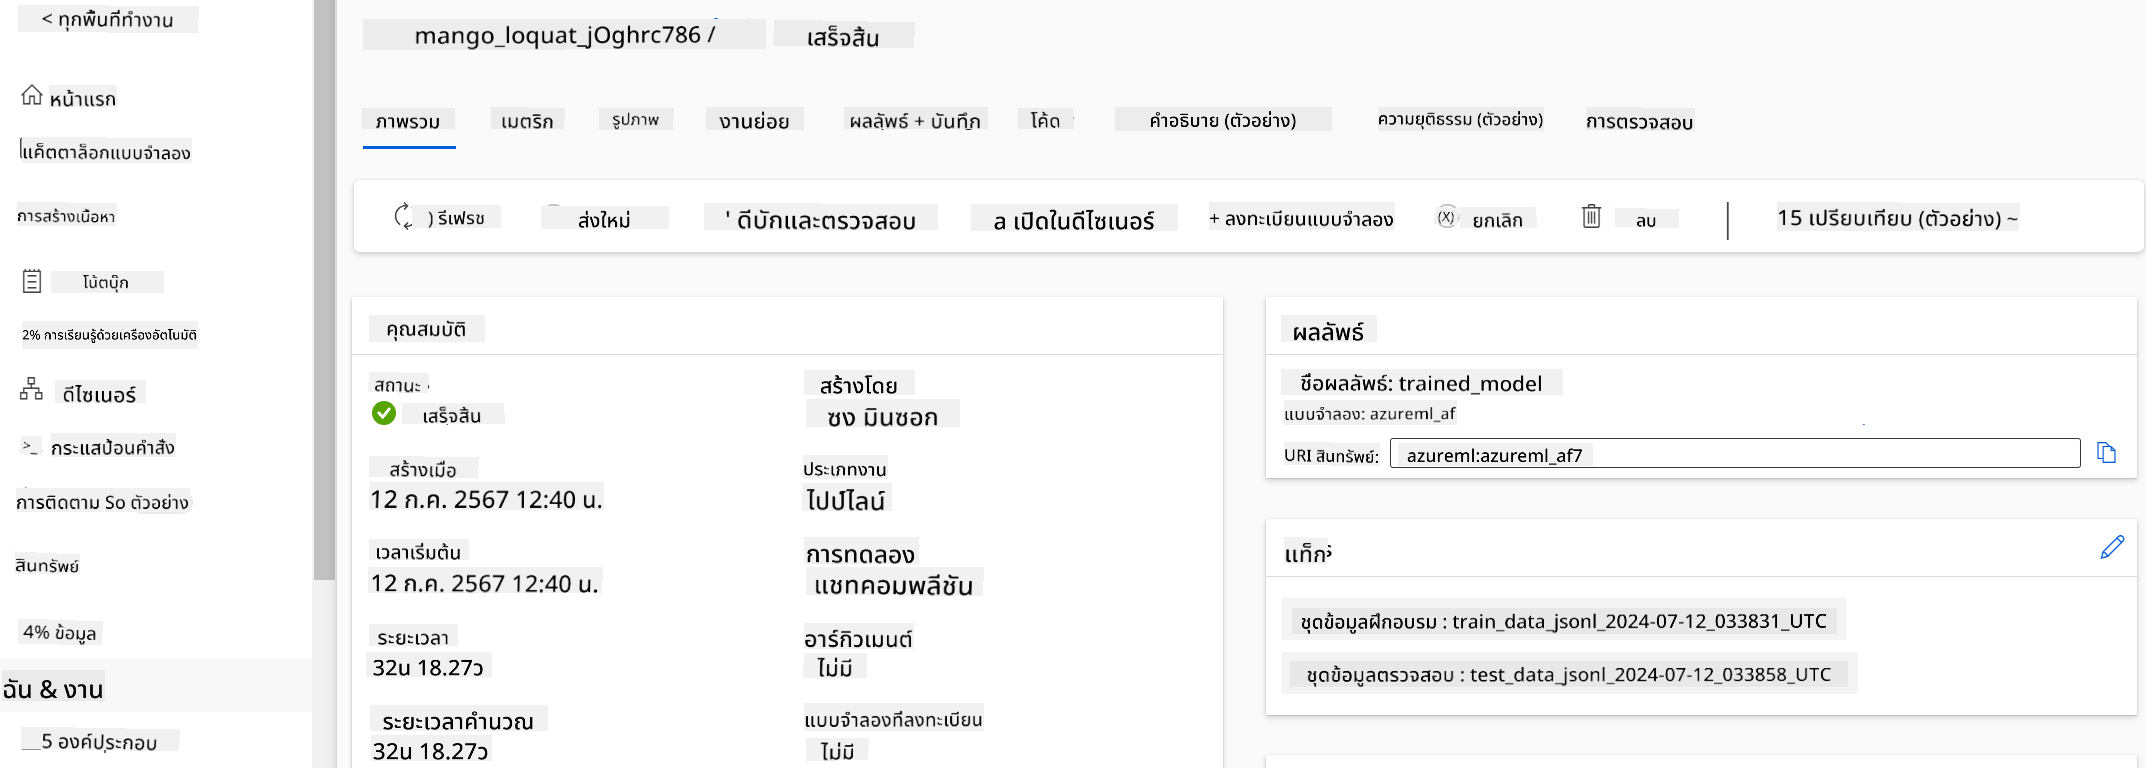 < ทุกพื้นที่ทำงาน
หน้าแรก
แค็ตตาล็อกแบบจำลอง
การสร้างเนื้อหา
โน้ตบุ๊ก
2% การเรียนรู้ด้วยเครื่องอัตโนมัติ
ดีไซเนอร์
>_ กระแสป้อนคำสั่ง
การติดตาม So ตัวอย่าง
สินทรัพย์
4% ข้อมูล
ฉัน & งาน
__5 องค์ประกอบ
mango_loquat_jOghrc786 / เสร็จสิ้น
ภาพรวม เมตริก รูปภาพ งานย่อย ผลลัพธ์ + บันทึก โค้ด คำอธิบาย (ตัวอย่าง) ความยุติธรรม (ตัวอย่าง) การตรวจสอบ
) รีเฟรช ส่งใหม่ ' ดีบักและตรวจสอบ a เปิดในดีไซเนอร์ + ลงทะเบียนแบบจำลอง (X) ยกเลิก ลบ 15 เปรียบเทียบ (ตัวอย่าง) ~
คุณสมบัติ
สถานะ
เสร็จสิ้น
สร้างเมื่อ
12 ก.ค. 2567 12:40 น.
เวลาเริ่มต้น
12 ก.ค. 2567 12:40 น.
ระยะเวลา
32น 18.27ว
ระยะเวลาคำนวณ
32น 18.27ว
สร้างโดย
ซง มินซอก
ประเภทงาน
ไปป์ไลน์
การทดลอง
แชทคอมพลีชัน
อาร์กิวเมนต์
ไม่มี
แบบจำลองที่ลงทะเบียน
ไม่มี
ผลลัพธ์
ชื่อผลลัพธ์: trained_model
แบบจำลอง: azureml_af
URI สินทรัพย์: azureml:azureml_af7
แท็ก
ชุดข้อมูลฝึกอบรม : train_data_jsonl_2024-07-12_033831_UTC
ชุดข้อมูลตรวจสอบ : test_data_jsonl_2024-07-12_033858_UTC